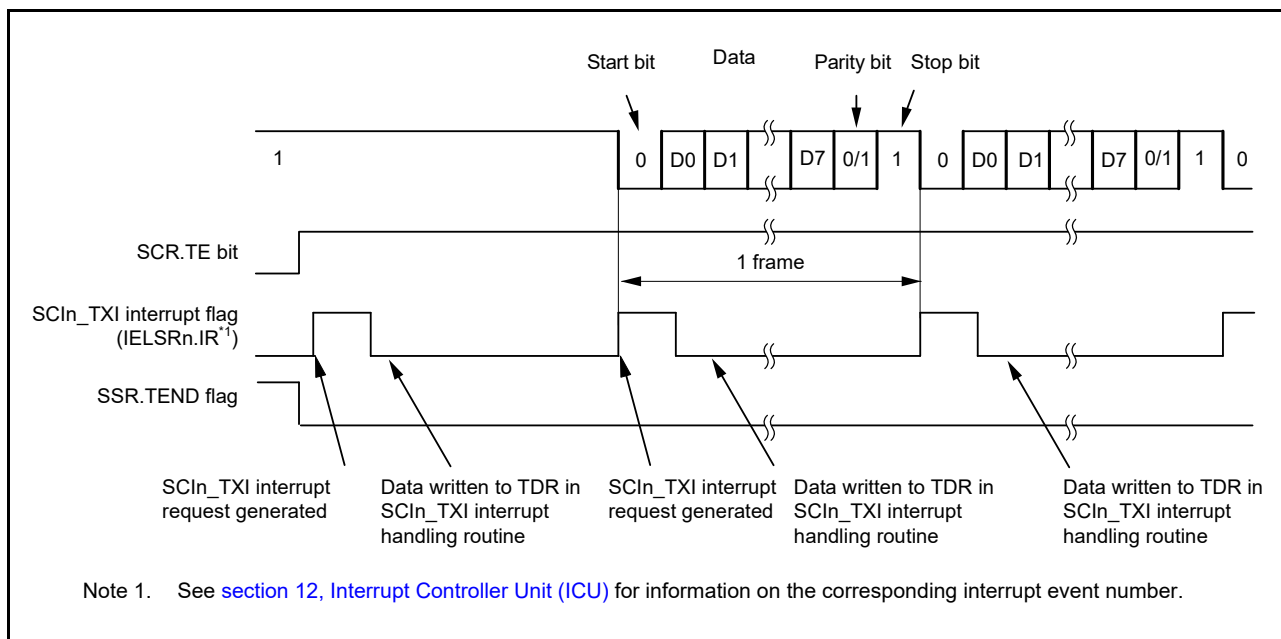 Start bit Data Parity bit Stop bit
1 0 D0 D1 D7 0/1 1 0 D0 D1 D7 0/1 1 0
SCR.TE bit
1 frame
SCIn_TXI interrupt flag
(IELSRn.IR*1)
SSR.TEND flag
SCIn_TXI interrupt
request generated
Data written to TDR in
SCIn_TXI interrupt
handling routine
SCIn_TXI interrupt
request generated
Data written to TDR in
SCIn_TXI interrupt
handling routine
Data written to TDR in
SCIn_TXI interrupt
handling routine
Note 1. See section 12, Interrupt Controller Unit (ICU) for information on the corresponding interrupt event number.